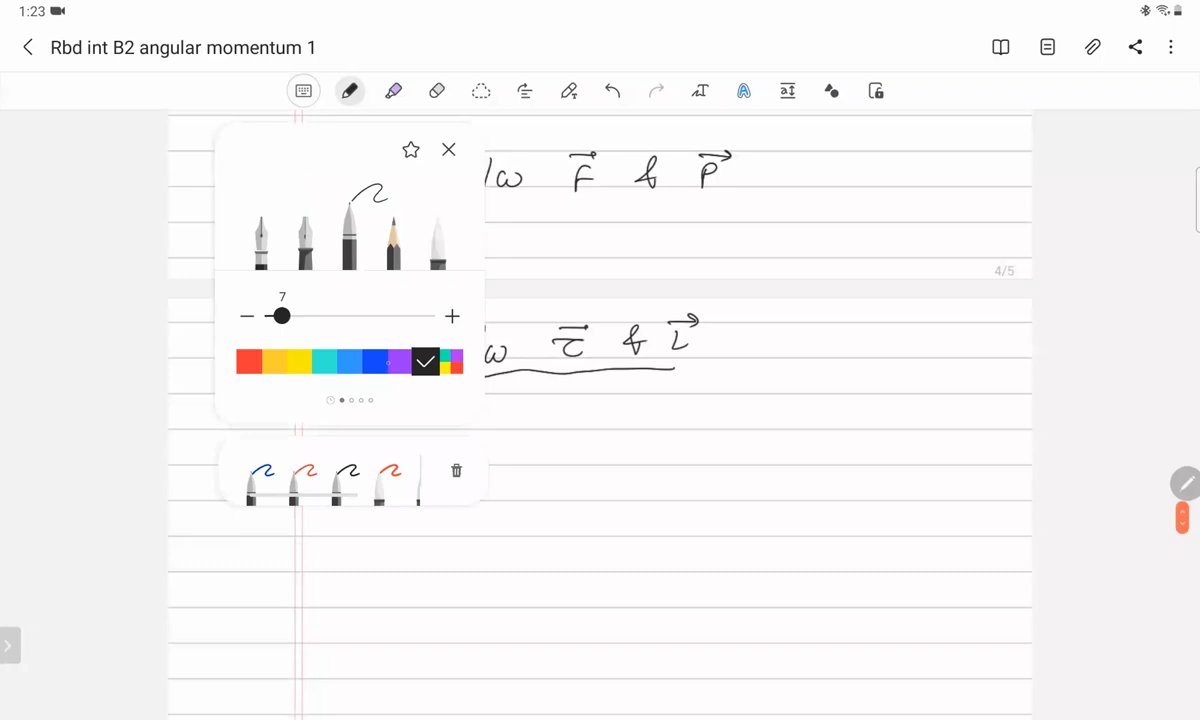 1:23
Rbd int B2 angular momentum 1
/ω F⃗ & P⃗
4/5
7
ω τ⃗ & L⃗